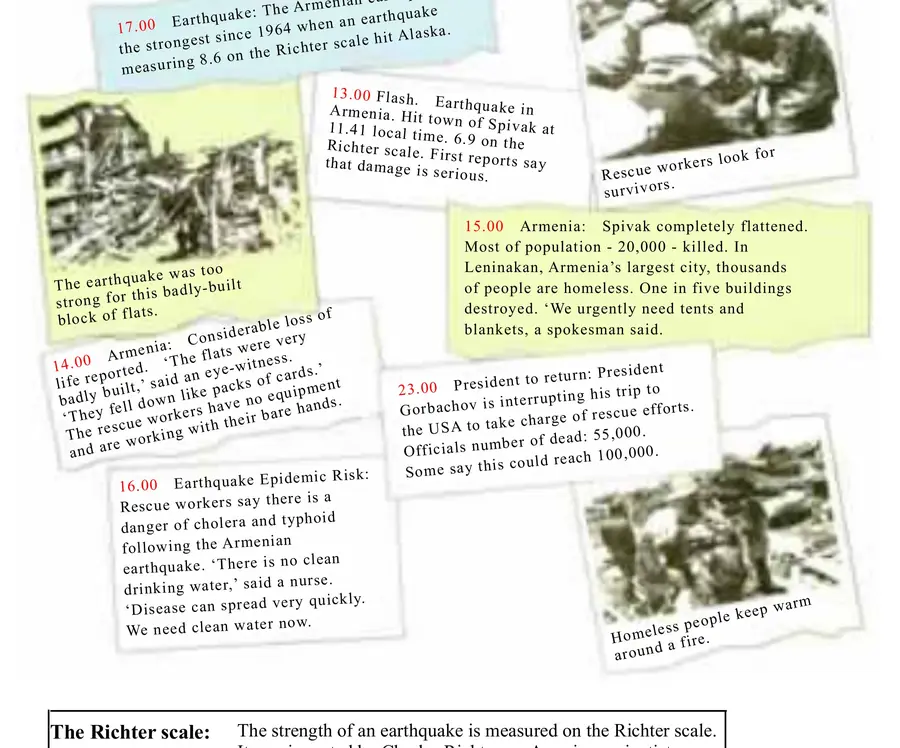 17.00 Earthquake: The Armenian
the strongest since 1964 when an earthquake
measuring 8.6 on the Richter scale hit Alaska.
13.00 Flash. Earthquake in
Armenia. Hit town of Spivak at
11.41 local time. 6.9 on the
Richter scale. First reports say
that damage is serious.
Rescue workers look for
survivors.
The earthquake was too
strong for this badly-built
block of flats.
15.00 Armenia: Spivak completely flattened.
Most of population - 20,000 - killed. In
Leninakan, Armenia's largest city, thousands
of people are homeless. One in five buildings
destroyed. 'We urgently need tents and
blankets, a spokesman said.
14.00 Armenia: Considerable loss of
life reported. 'The flats were very
badly built,' said an eye-witness.
'They fell down like packs of cards.'
The rescue workers have no equipment
and are working with their bare hands.
23.00 President to return: President
Gorbachov is interrupting his trip to
the USA to take charge of rescue efforts.
Officials number of dead: 55,000.
Some say this could reach 100,000.
16.00 Earthquake Epidemic Risk:
Rescue workers say there is a
danger of cholera and typhoid
following the Armenian
earthquake. 'There is no clean
drinking water,' said a nurse.
'Disease can spread very quickly.
We need clean water now.
Homeless people keep warm
around a fire.
The Richter scale: The strength of an earthquake is measured on the Richter scale.